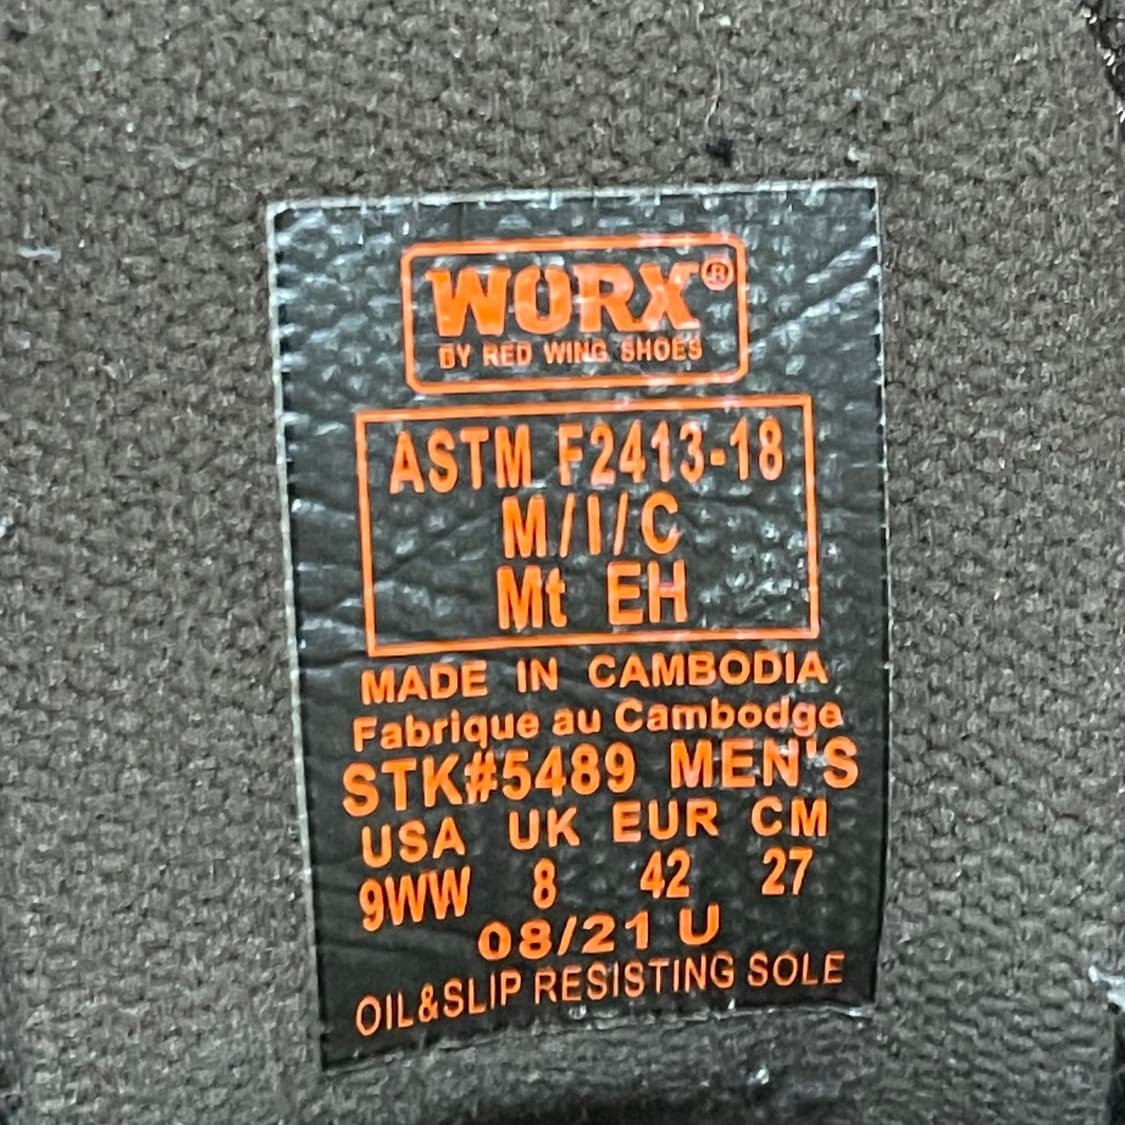 WORX®
BY RED WING SHOES
ASTM F2413-18
M/I/C
Mt EH
MADE IN CAMBODIA
Fabrique au Cambodge
STK#5489 MEN'S
USA UK EUR CM
9WW 8 42 27
08/21 U
OIL&SLIP RESISTING SOLE